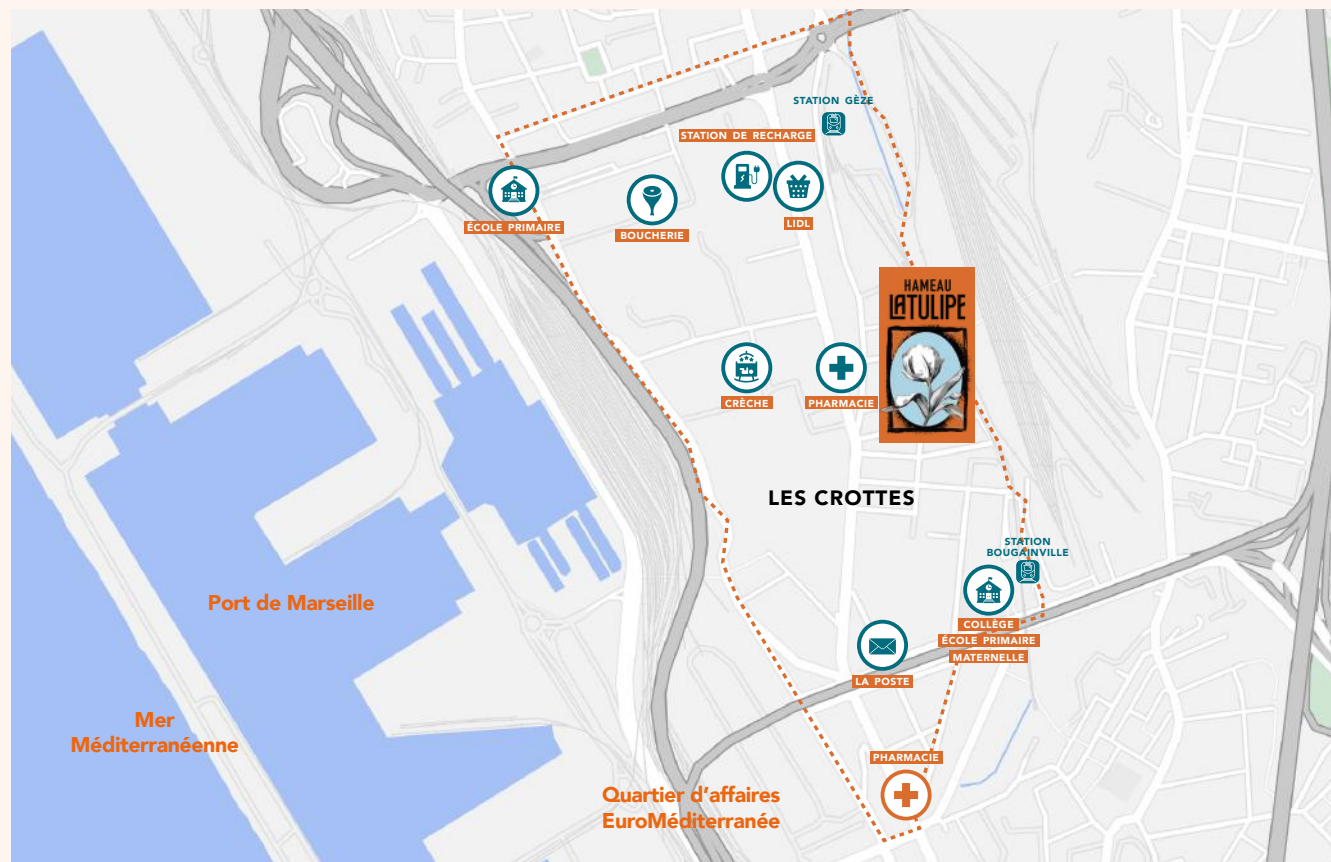 STATION GÈZE
STATION DE RECHARGE
ÉCOLE PRIMAIRE
BOUCHERIE
LIDL
HAMEAU
LATULIPE
CRÈCHE
PHARMACIE
LES CROTTES
STATION
BOUGAINVILLE
Port de Marseille
COLLÈGE
ÉCOLE PRIMAIRE
MATERNELLE
LA POSTE
Mer
Méditerranéenne
PHARMACIE
Quartier d'affaires
EuroMéditerranée